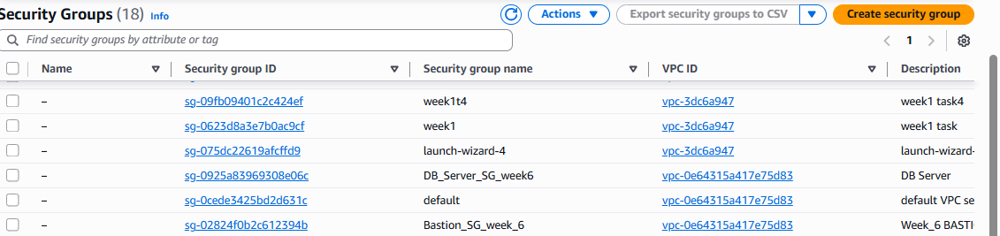 Security Groups (18) Info Actions Export security groups to CSV Create security group
Find security groups by attribute or tag 1
Name Security group ID Security group name VPC ID Description
– sg-09fb09401c2c424ef week1t4 vpc-3dc6a947 week1 task4
– sg-0623d8a3e7b0ac9cf week1 vpc-3dc6a947 week1 task
– sg-075dc22619afcffd9 launch-wizard-4 vpc-3dc6a947 launch-wizard-
– sg-0925a83969308e06c DB_Server_SG_week6 vpc-0e64315a417e75d83 DB Server
– sg-0cede3425bd2d631c default vpc-0e64315a417e75d83 default VPC se
– sg-02824f0b2c612394b Bastion_SG_week_6 vpc-0e64315a417e75d83 Week_6 BASTI